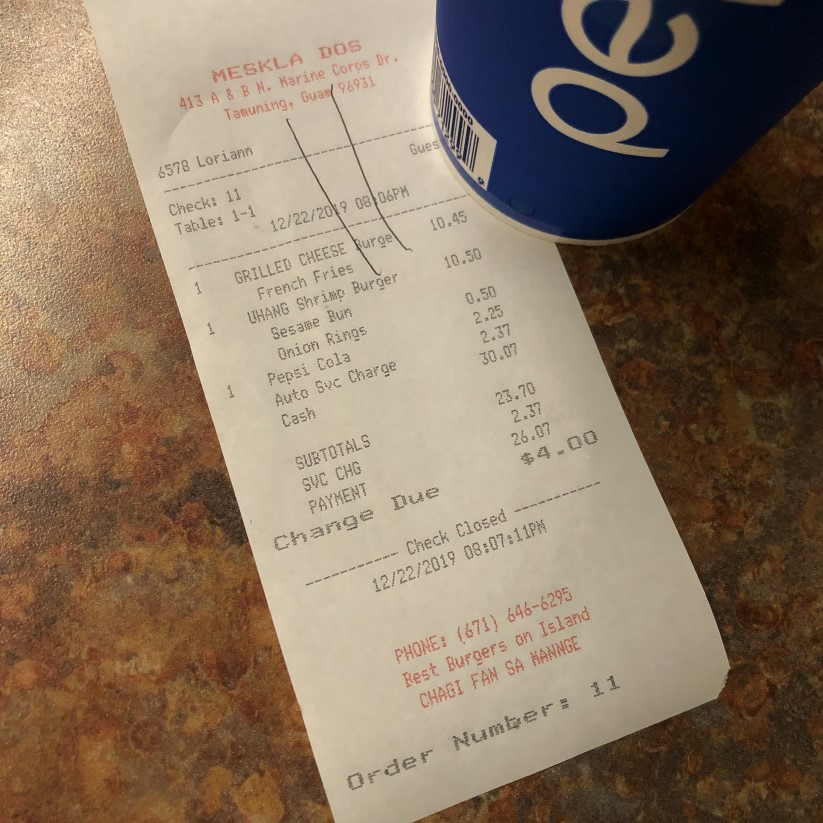 MESKLA DOS
413 A & B N. Marine Corps Dr.
Tamuning, Guam 96931
6578 Loriann
Check: 11
Table: 1-1
12/22/2019 08:06PM
1 GRILLED CHEESE Burge 10.45
French Fries
1 UHANG Shrimp Burger 10.50
Sesame Bun
Onion Rings 0.50
1 Pepsi Cola 2.25
Auto Svc Charge 2.37
Cash 30.07
SUBTOTALS 23.70
SVC CHG 2.37
PAYMENT 26.07
Change Due $4.00
---------- Check Closed ----------
12/22/2019 08:07:11PM
PHONE: (671) 646-6295
Best Burgers on Island
CHAGI FAN SA MANNGE
Order Number: 11
pe